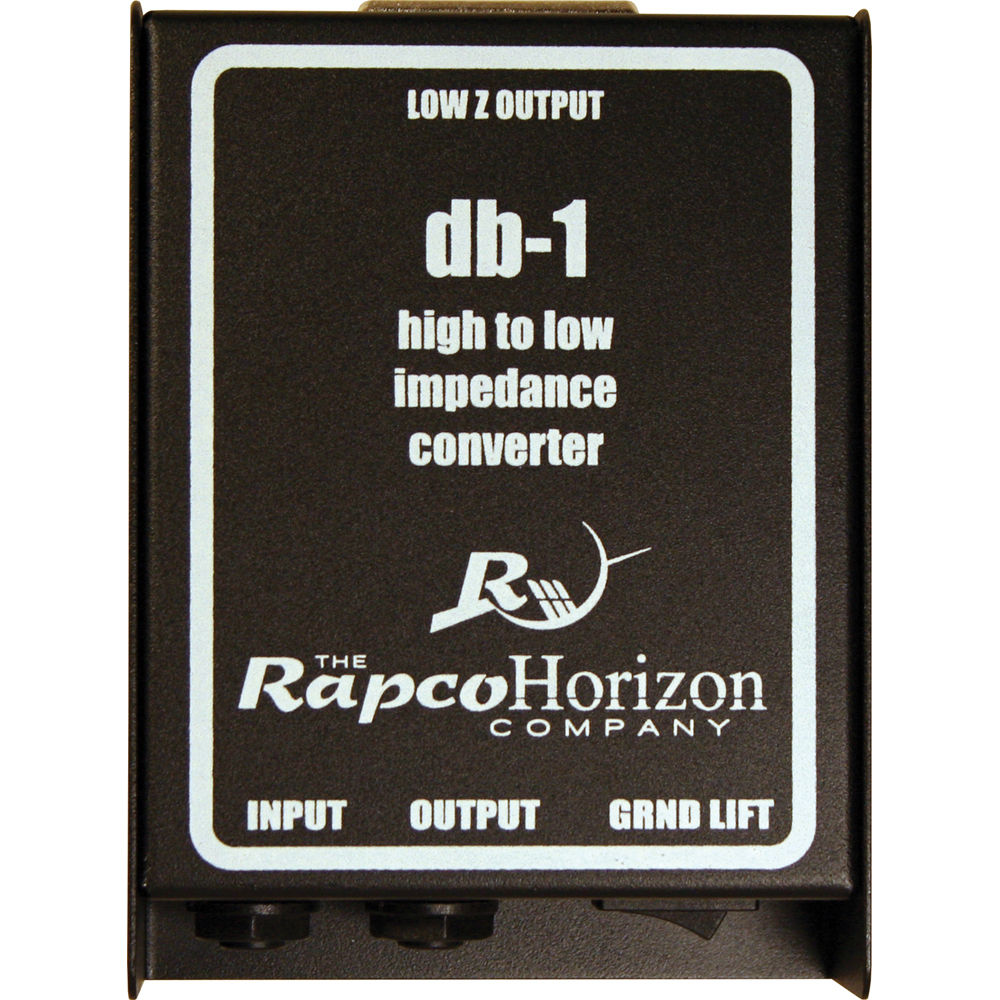 LOW Z OUTPUT
db-1
high to low
impedance
converter
R
THE
RapcoHorizon
COMPANY
INPUT OUTPUT GRND LIFT